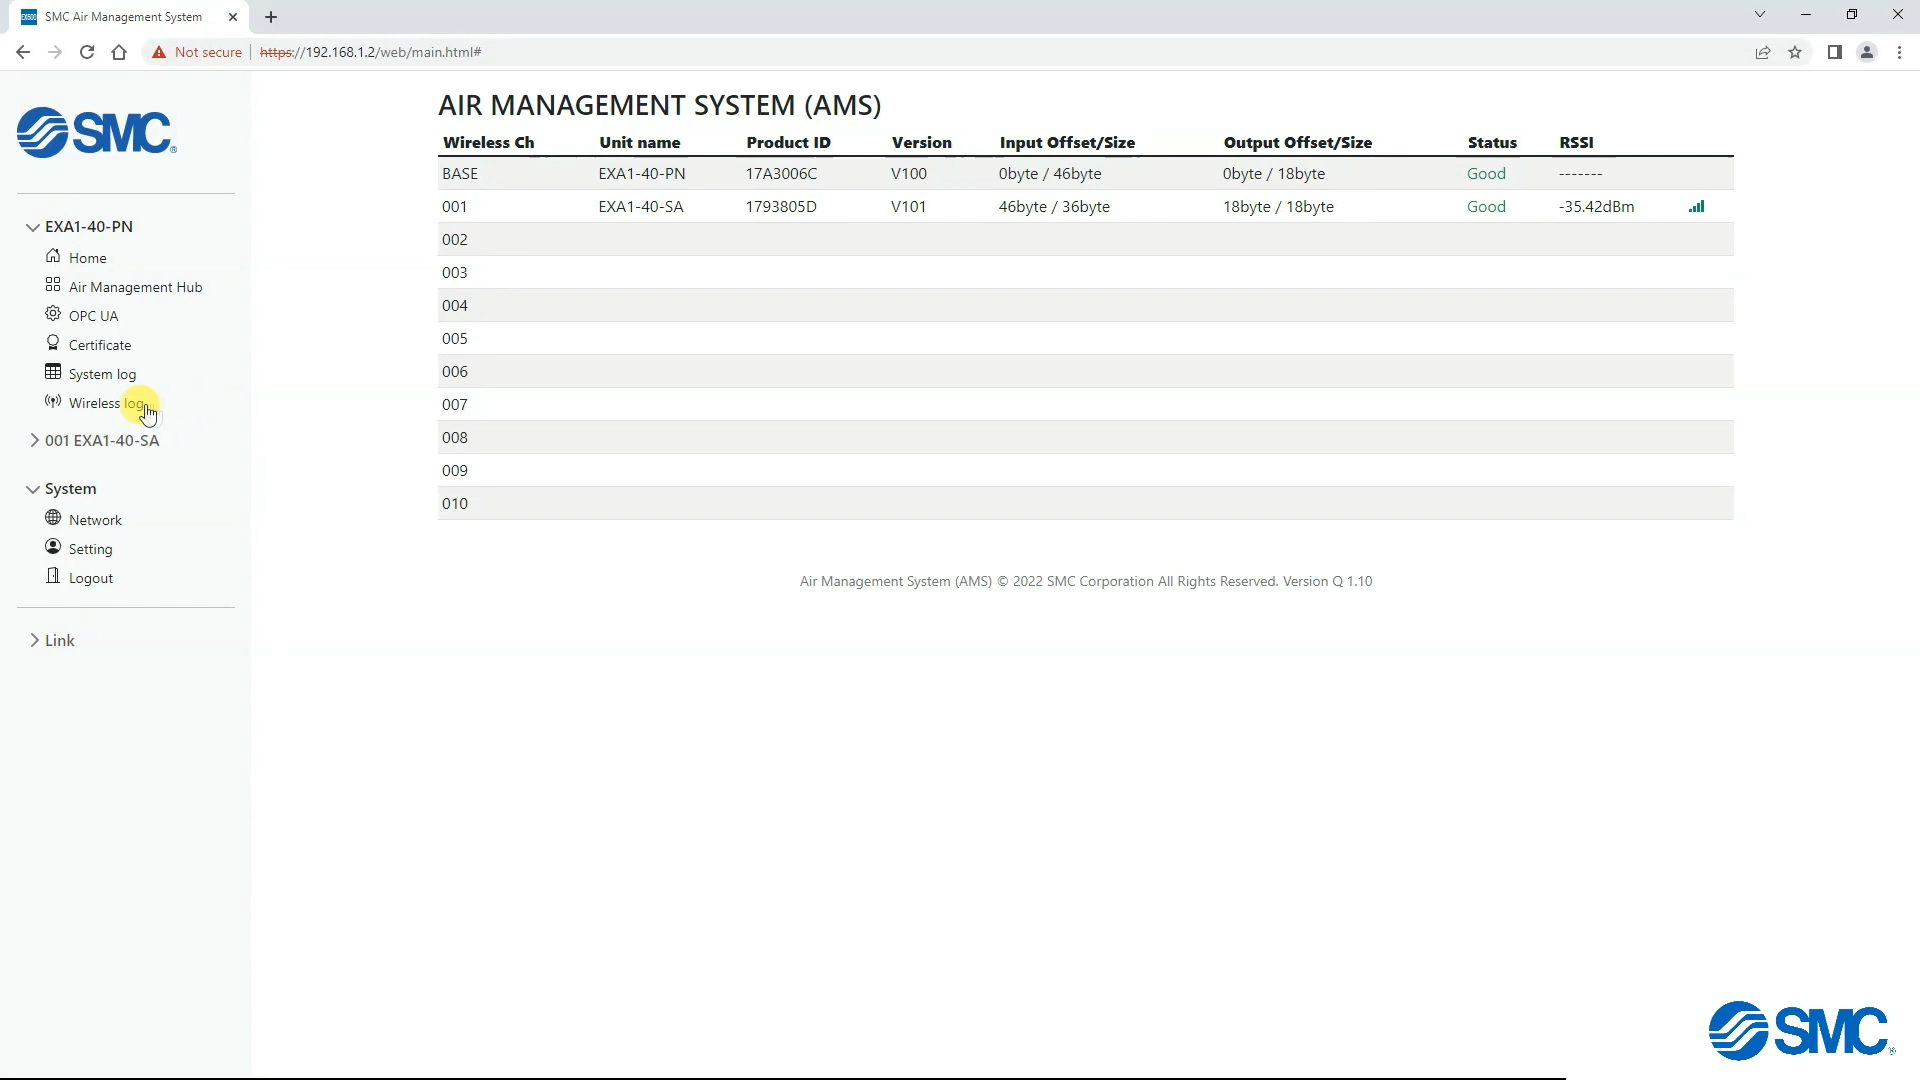 SMC Air Management System
Not secure https://192.168.1.2/web/main.html#
SMC
EXA1-40-PN
Home
Air Management Hub
OPC UA
Certificate
System log
Wireless log
001 EXA1-40-SA
System
Network
Setting
Logout
Link
AIR MANAGEMENT SYSTEM (AMS)
Wireless Ch Unit name Product ID Version Input Offset/Size Output Offset/Size Status RSSI
BASE EXA1-40-PN 17A3006C V100 0byte / 46byte 0byte / 18byte Good -------
001 EXA1-40-SA 1793805D V101 46byte / 36byte 18byte / 18byte Good -35.42dBm
002
003
004
005
006
007
008
009
010
Air Management System (AMS) © 2022 SMC Corporation All Rights Reserved. Version Q 1.10
SMC